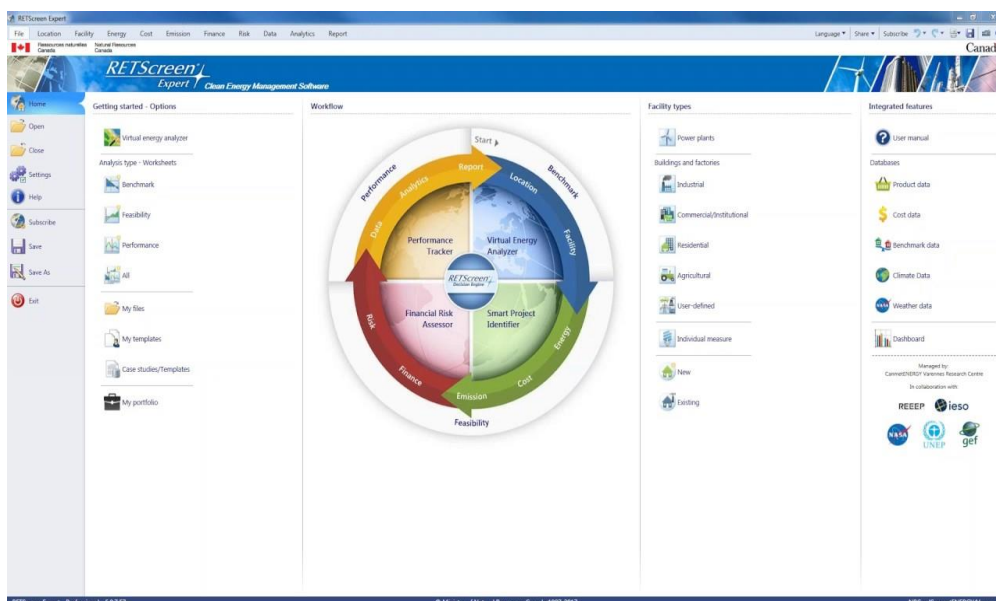 RETScreen Expert
File Location Facility Energy Cost Emission Finance Risk Data Analytics Report
Language Share Subscribe
Ressources naturelles Canada
Natural Resources Canada
RETScreen
Expert
Clean Energy Management Software
Home
Open
Close
Settings
Help
Subscribe
Save
Save As
Exit
Getting started - Options
Virtual energy analyzer
Analysis type - Worksheets
Benchmark
Feasibility
Performance
All
My files
My templates
Case studies/Templates
My portfolio
Workflow
Start
Performance
Benchmark
Report
Location
Analytics
Data
Facility
Performance
Tracker
Virtual Energy
Analyzer
RETScreen
Decision Engine
Financial Risk
Assessor
Smart Project
Identifier
Risk
Energy
Finance
Cost
Emission
Feasibility
Facility types
Power plants
Buildings and factories
Industrial
Commercial/Institutional
Residential
Agricultural
User-defined
Individual measure
New
Existing
Integrated features
User manual
Databases
Product data
Cost data
Benchmark data
Climate Data
Weather data
Dashboard
Managed by:
CanmetENERGY Varennes Research Centre
In collaboration with:
REEEP ieso
NASA UNEP gef